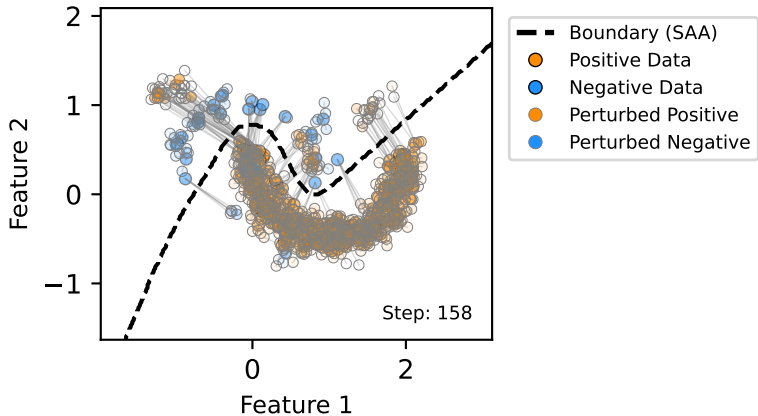 2
1
0
−1
Feature 2
0
2
Feature 1
Step: 158
Boundary (SAA)
Positive Data
Negative Data
Perturbed Positive
Perturbed Negative